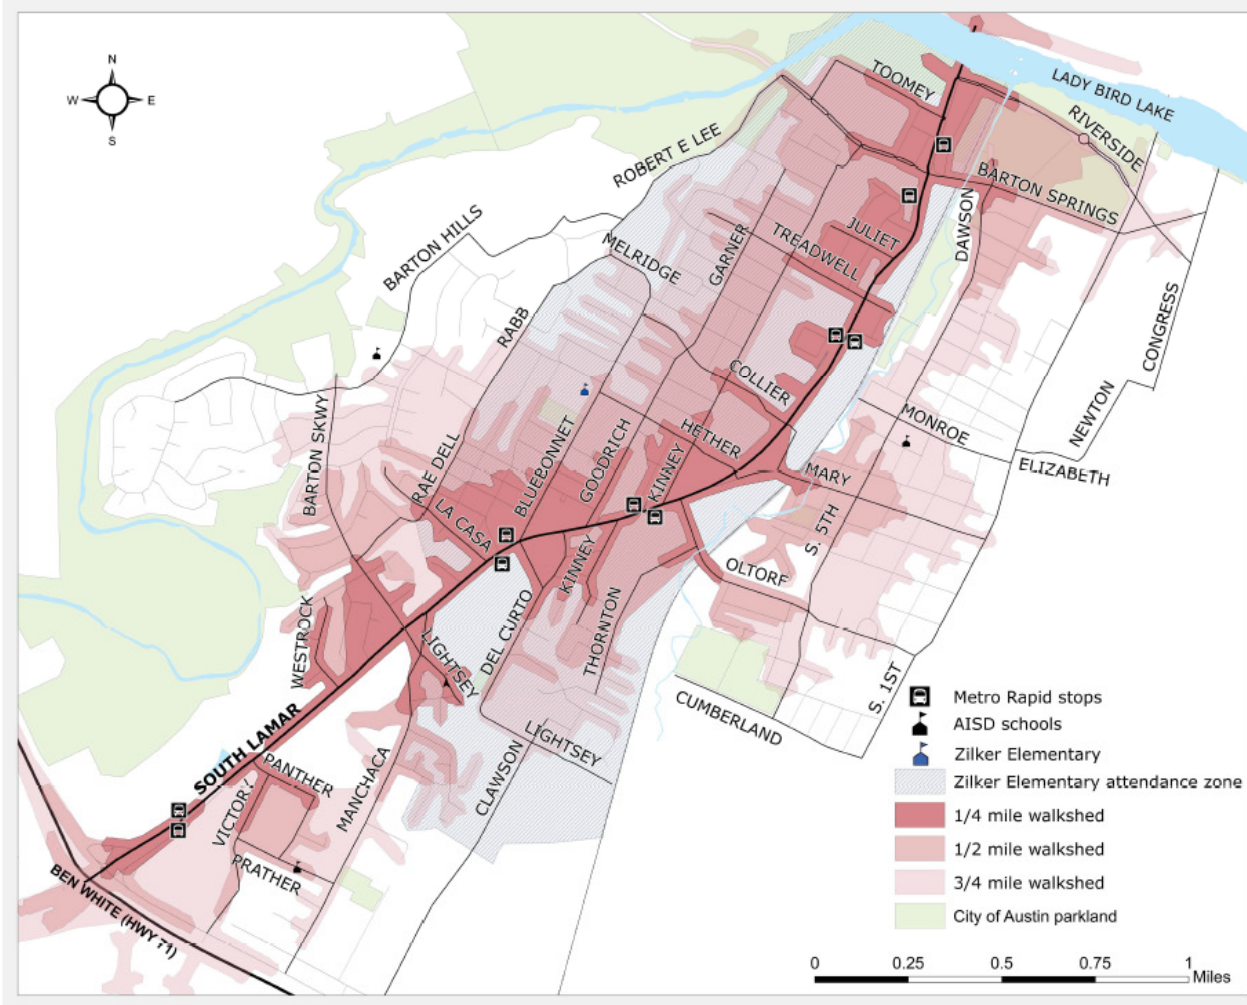 N
W
E
S
TOOMEY
LADY BIRD LAKE
RIVERSIDE
ROBERT E LEE
BARTON SPRINGS
DAWSON
JULIET
TREADWELL
GARNER
BARTON HILLS
MELRIDGE
RABB
CONGRESS
COLLIER
NEWTON
MONROE
ELIZABETH
HETHER
KINNEY
MARY
BARTON SKWY
RAE DELL
BLUEBONNET
GOODRICH
LA CASA
S. 5TH
OLTORF
KINNEY
DEL CURTO
THORNTON
WESTROCK
LIGHTSEY
S. 1ST
CUMBERLAND
SOUTH LAMAR
LIGHTSEY
PANTHER
MANCHACA
CLAWSON
VICTORY
PRATHER
BEN WHITE (HWY 71)
Metro Rapid stops
AISD schools
Zilker Elementary
Zilker Elementary attendance zone
1/4 mile walkshed
1/2 mile walkshed
3/4 mile walkshed
City of Austin parkland
0 0.25 0.5 0.75 1
Miles